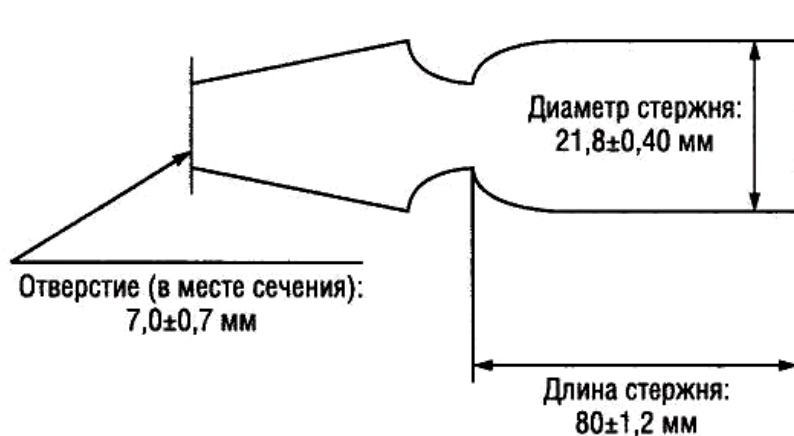 Диаметр стержня:
21,8±0,40 мм
Отверстие (в месте сечения):
7,0±0,7 мм
Длина стержня:
80±1,2 мм